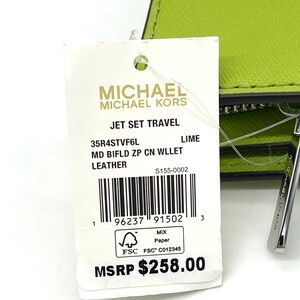 MICHAEL
MICHAEL KORS
JET SET TRAVEL
35R4STVF6L LIME
MD BIFLD ZP CN WLLET
LEATHER
S155-0002
1 96237 91502 3
FSC
MIX
Paper
FSC® C012345
MSRP $258.00